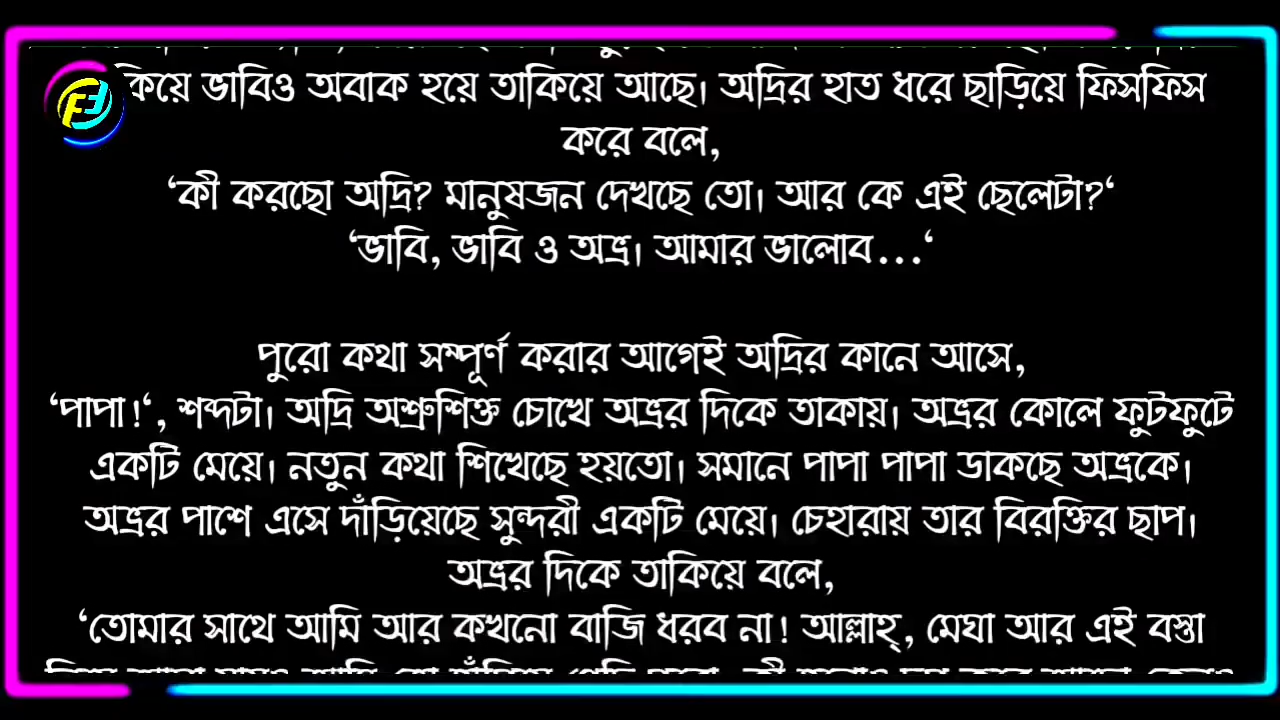 ভাবিও অবাক হয়ে তাকিয়ে আছে। অদ্রির হাত ধরে ছাড়িয়ে ফিসফিস
করে বলে,
‘কী করছো অদ্রি? মানুষজন দেখছে তো। আর কে এই ছেলেটা?‘
‘ভাবি, ভাবি ও অভ্র। আমার ভালোব...‘
পুরো কথা সম্পূর্ণ করার আগেই অদ্রির কানে আসে,
‘পাপা!‘, শব্দটা। অদ্রি অশ্রুশিক্ত চোখে অভ্রর দিকে তাকায়। অভ্রর কোলে ফুটফুটে
একটি মেয়ে। নতুন কথা শিখেছে হয়তো। সমানে পাপা পাপা ডাকছে অভ্রকে।
অভ্রর পাশে এসে দাঁড়িয়েছে সুন্দরী একটি মেয়ে। চেহারায় তার বিরক্তির ছাপ।
অভ্রর দিকে তাকিয়ে বলে,
‘তোমার সাথে আমি আর কখনো বাজি ধরব না! আল্লাহ্, মেঘা আর এই বস্তা